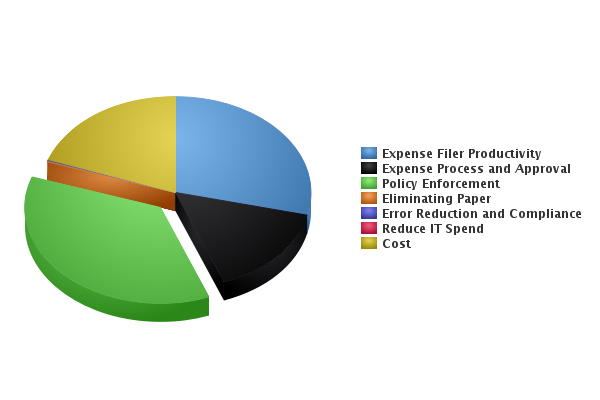 Expense Filer Productivity
Expense Process and Approval
Policy Enforcement
Eliminating Paper
Error Reduction and Compliance
Reduce IT Spend
Cost